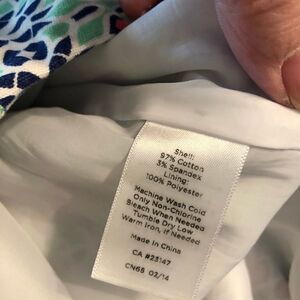 Shell:
97% Cotton
3% Spandex
Lining:
100% Polyester
Machine Wash Cold
Only Non-Chlorine
Bleach When Needed
Tumble Dry Low
Warm Iron, If Needed
Made In China
CA #25147
CN68 02/14